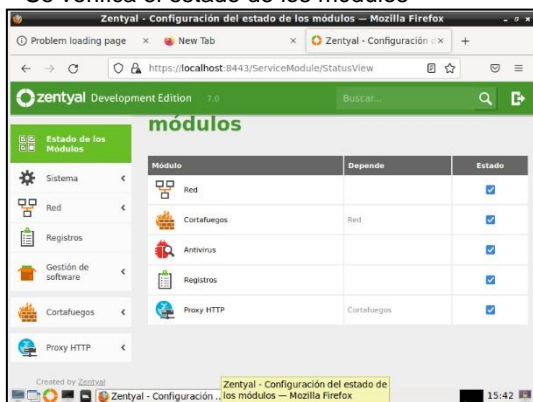 Se verifica el estado de los módulos
Zentyal - Configuración del estado de los módulos — Mozilla Firefox
Problem loading page
New Tab
Zentyal - Configuración d
https://localhost:8443/ServiceModule/StatusView
zentyal Development Edition 7.0
Buscar...
Estado de los
Módulos
Sistema
Red
Registros
Gestión de
software
Cortafuegos
Proxy HTTP
Created by Zentyal
módulos
Módulo Depende Estado
Red
Cortafuegos Red
Antivirus
Registros
Proxy HTTP Cortafuegos
Zentyal - Configuración ...
Zentyal - Configuración del estado de
los módulos — Mozilla Firefox
15:42